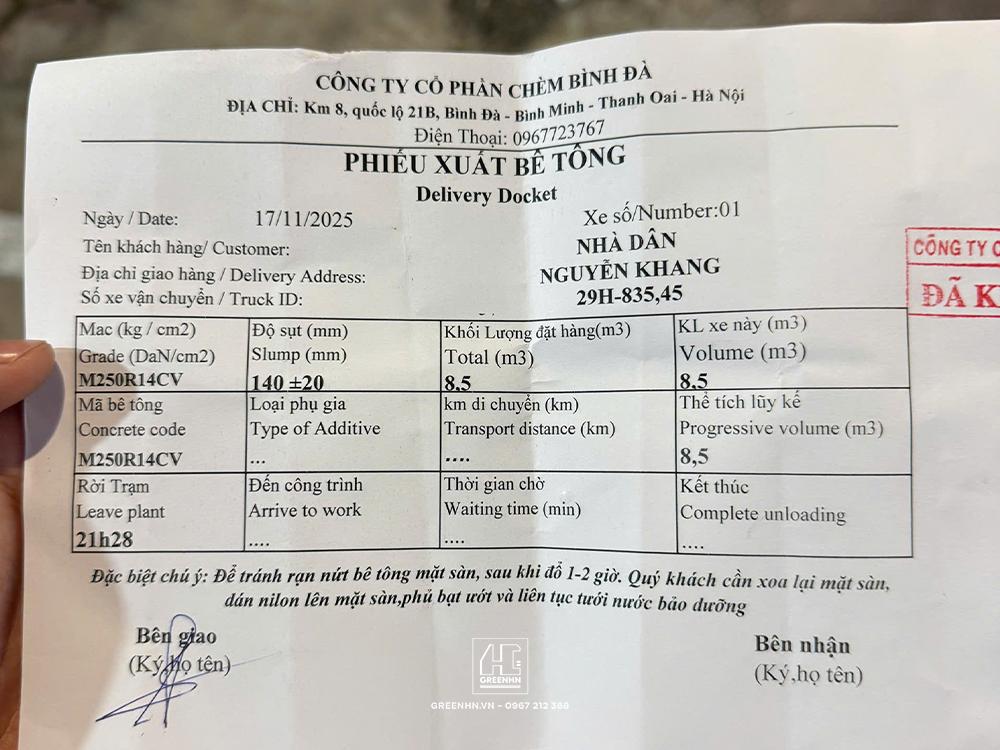 CÔNG TY CỔ PHẦN CHÈM BÌNH ĐÀ
ĐỊA CHỈ: Km 8, quốc lộ 21B, Bình Đà - Bình Minh - Thanh Oai - Hà Nội
Điện Thoại: 0967723767
PHIẾU XUẤT BÊ TÔNG
Delivery Docket
Ngày / Date: 17/11/2025 Xe số/Number:01
Tên khách hàng/ Customer: NHÀ DÂN
Địa chỉ giao hàng / Delivery Address: NGUYỄN KHANG
Số xe vận chuyển / Truck ID: 29H-835,45
CÔNG TY C
ĐÃ K
Mac (kg / cm2) Độ sụt (mm) Khối Lượng đặt hàng(m3) KL xe này (m3)
Grade (DaN/cm2) Slump (mm) Total (m3) Volume (m3)
M250R14CV 140 ±20 8,5 8,5
Mã bê tông Loại phụ gia km di chuyển (km) Thể tích lũy kế
Concrete code Type of Additive Transport distance (km) Progressive volume (m3)
M250R14CV ... .... 8,5
Rời Trạm Đến công trình Thời gian chờ Kết thúc
Leave plant Arrive to work Waiting time (min) Complete unloading
21h28 .... .... ....
Đặc biệt chú ý: Để tránh rạn nứt bê tông mặt sàn, sau khi đổ 1-2 giờ. Quý khách cần xoa lại mặt sàn,
dán nilon lên mặt sàn,phủ bạt ướt và liên tục tưới nước bảo dưỡng
Bên giao Bên nhận
(Ký,họ tên) (Ký,họ tên)
GREENHN
GREENHN.VN - 0967 212 388